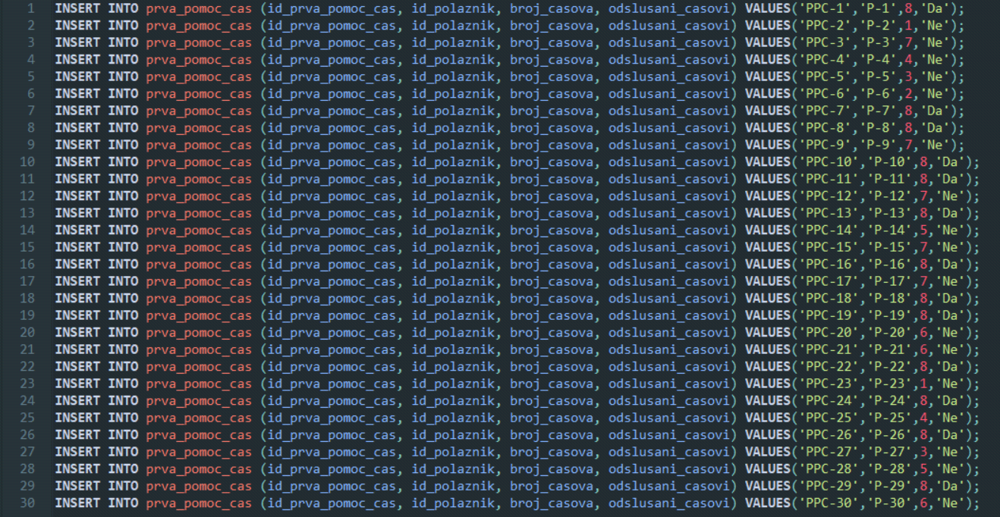 1 INSERT INTO prva_pomoc_cas (id_prva_pomoc_cas, id_polaznik, broj_casova, odslusani_casovi) VALUES('PPC-1','P-1',8,'Da');
2 INSERT INTO prva_pomoc_cas (id_prva_pomoc_cas, id_polaznik, broj_casova, odslusani_casovi) VALUES('PPC-2','P-2',1,'Ne');
3 INSERT INTO prva_pomoc_cas (id_prva_pomoc_cas, id_polaznik, broj_casova, odslusani_casovi) VALUES('PPC-3','P-3',7,'Ne');
4 INSERT INTO prva_pomoc_cas (id_prva_pomoc_cas, id_polaznik, broj_casova, odslusani_casovi) VALUES('PPC-4','P-4',4,'Ne');
5 INSERT INTO prva_pomoc_cas (id_prva_pomoc_cas, id_polaznik, broj_casova, odslusani_casovi) VALUES('PPC-5','P-5',3,'Ne');
6 INSERT INTO prva_pomoc_cas (id_prva_pomoc_cas, id_polaznik, broj_casova, odslusani_casovi) VALUES('PPC-6','P-6',2,'Ne');
7 INSERT INTO prva_pomoc_cas (id_prva_pomoc_cas, id_polaznik, broj_casova, odslusani_casovi) VALUES('PPC-7','P-7',8,'Da');
8 INSERT INTO prva_pomoc_cas (id_prva_pomoc_cas, id_polaznik, broj_casova, odslusani_casovi) VALUES('PPC-8','P-8',8,'Da');
9 INSERT INTO prva_pomoc_cas (id_prva_pomoc_cas, id_polaznik, broj_casova, odslusani_casovi) VALUES('PPC-9','P-9',7,'Ne');
10 INSERT INTO prva_pomoc_cas (id_prva_pomoc_cas, id_polaznik, broj_casova, odslusani_casovi) VALUES('PPC-10','P-10',8,'Da');
11 INSERT INTO prva_pomoc_cas (id_prva_pomoc_cas, id_polaznik, broj_casova, odslusani_casovi) VALUES('PPC-11','P-11',8,'Da');
12 INSERT INTO prva_pomoc_cas (id_prva_pomoc_cas, id_polaznik, broj_casova, odslusani_casovi) VALUES('PPC-12','P-12',7,'Ne');
13 INSERT INTO prva_pomoc_cas (id_prva_pomoc_cas, id_polaznik, broj_casova, odslusani_casovi) VALUES('PPC-13','P-13',8,'Da');
14 INSERT INTO prva_pomoc_cas (id_prva_pomoc_cas, id_polaznik, broj_casova, odslusani_casovi) VALUES('PPC-14','P-14',5,'Ne');
15 INSERT INTO prva_pomoc_cas (id_prva_pomoc_cas, id_polaznik, broj_casova, odslusani_casovi) VALUES('PPC-15','P-15',7,'Ne');
16 INSERT INTO prva_pomoc_cas (id_prva_pomoc_cas, id_polaznik, broj_casova, odslusani_casovi) VALUES('PPC-16','P-16',8,'Da');
17 INSERT INTO prva_pomoc_cas (id_prva_pomoc_cas, id_polaznik, broj_casova, odslusani_casovi) VALUES('PPC-17','P-17',7,'Ne');
18 INSERT INTO prva_pomoc_cas (id_prva_pomoc_cas, id_polaznik, broj_casova, odslusani_casovi) VALUES('PPC-18','P-18',8,'Da');
19 INSERT INTO prva_pomoc_cas (id_prva_pomoc_cas, id_polaznik, broj_casova, odslusani_casovi) VALUES('PPC-19','P-19',8,'Da');
20 INSERT INTO prva_pomoc_cas (id_prva_pomoc_cas, id_polaznik, broj_casova, odslusani_casovi) VALUES('PPC-20','P-20',6,'Ne');
21 INSERT INTO prva_pomoc_cas (id_prva_pomoc_cas, id_polaznik, broj_casova, odslusani_casovi) VALUES('PPC-21','P-21',6,'Ne');
22 INSERT INTO prva_pomoc_cas (id_prva_pomoc_cas, id_polaznik, broj_casova, odslusani_casovi) VALUES('PPC-22','P-22',8,'Da');
23 INSERT INTO prva_pomoc_cas (id_prva_pomoc_cas, id_polaznik, broj_casova, odslusani_casovi) VALUES('PPC-23','P-23',1,'Ne');
24 INSERT INTO prva_pomoc_cas (id_prva_pomoc_cas, id_polaznik, broj_casova, odslusani_casovi) VALUES('PPC-24','P-24',8,'Da');
25 INSERT INTO prva_pomoc_cas (id_prva_pomoc_cas, id_polaznik, broj_casova, odslusani_casovi) VALUES('PPC-25','P-25',4,'Ne');
26 INSERT INTO prva_pomoc_cas (id_prva_pomoc_cas, id_polaznik, broj_casova, odslusani_casovi) VALUES('PPC-26','P-26',8,'Da');
27 INSERT INTO prva_pomoc_cas (id_prva_pomoc_cas, id_polaznik, broj_casova, odslusani_casovi) VALUES('PPC-27','P-27',3,'Ne');
28 INSERT INTO prva_pomoc_cas (id_prva_pomoc_cas, id_polaznik, broj_casova, odslusani_casovi) VALUES('PPC-28','P-28',5,'Ne');
29 INSERT INTO prva_pomoc_cas (id_prva_pomoc_cas, id_polaznik, broj_casova, odslusani_casovi) VALUES('PPC-29','P-29',8,'Da');
30 INSERT INTO prva_pomoc_cas (id_prva_pomoc_cas, id_polaznik, broj_casova, odslusani_casovi) VALUES('PPC-30','P-30',6,'Ne');